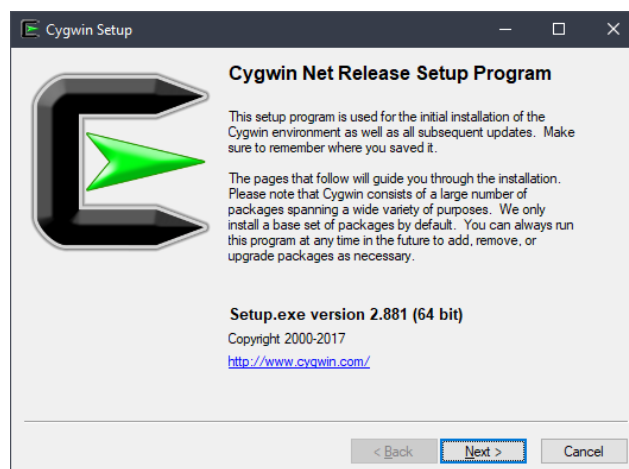 Cygwin Setup
Cygwin Net Release Setup Program
This setup program is used for the initial installation of the
Cygwin environment as well as all subsequent updates. Make
sure to remember where you saved it.
The pages that follow will guide you through the installation.
Please note that Cygwin consists of a large number of
packages spanning a wide variety of purposes. We only
install a base set of packages by default. You can always run
this program at any time in the future to add, remove, or
upgrade packages as necessary.
Setup.exe version 2.881 (64 bit)
Copyright 2000-2017
http://www.cygwin.com/
< Back Next > Cancel